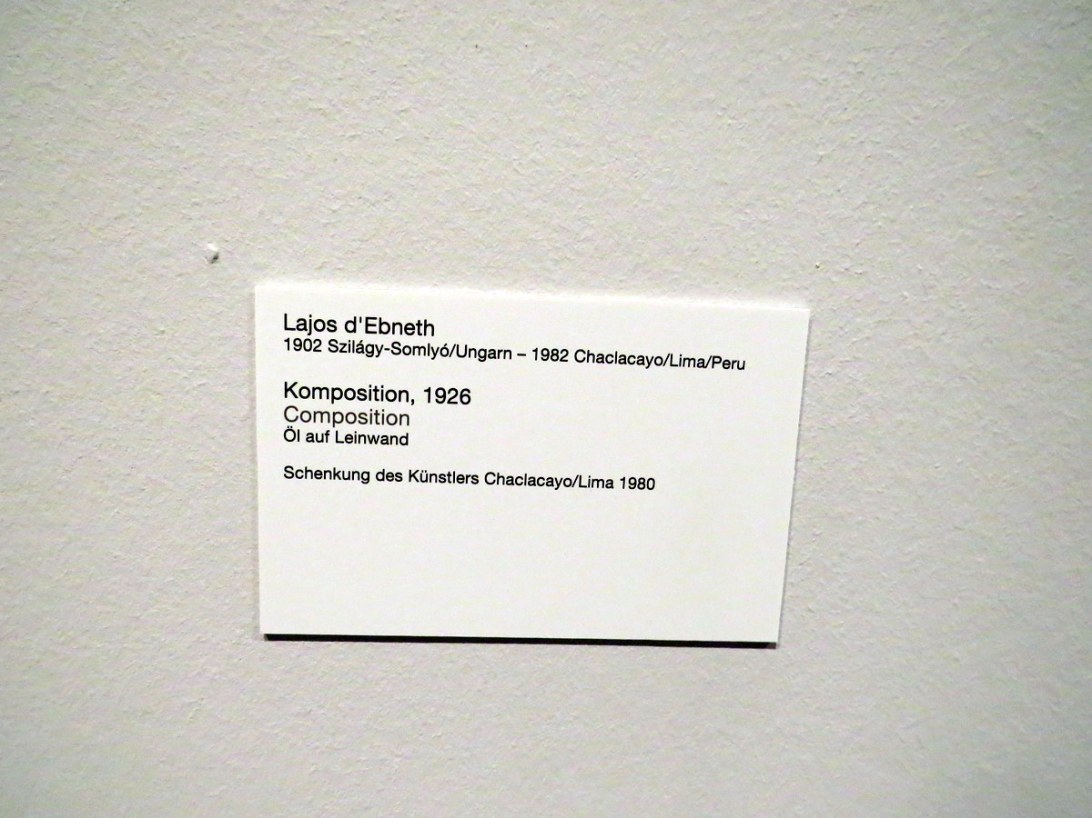 Lajos d'Ebneth
1902 Szilágy-Somlyó/Ungarn – 1982 Chaclacayo/Lima/Peru
Komposition, 1926
Composition
Öl auf Leinwand
Schenkung des Künstlers Chaclacayo/Lima 1980